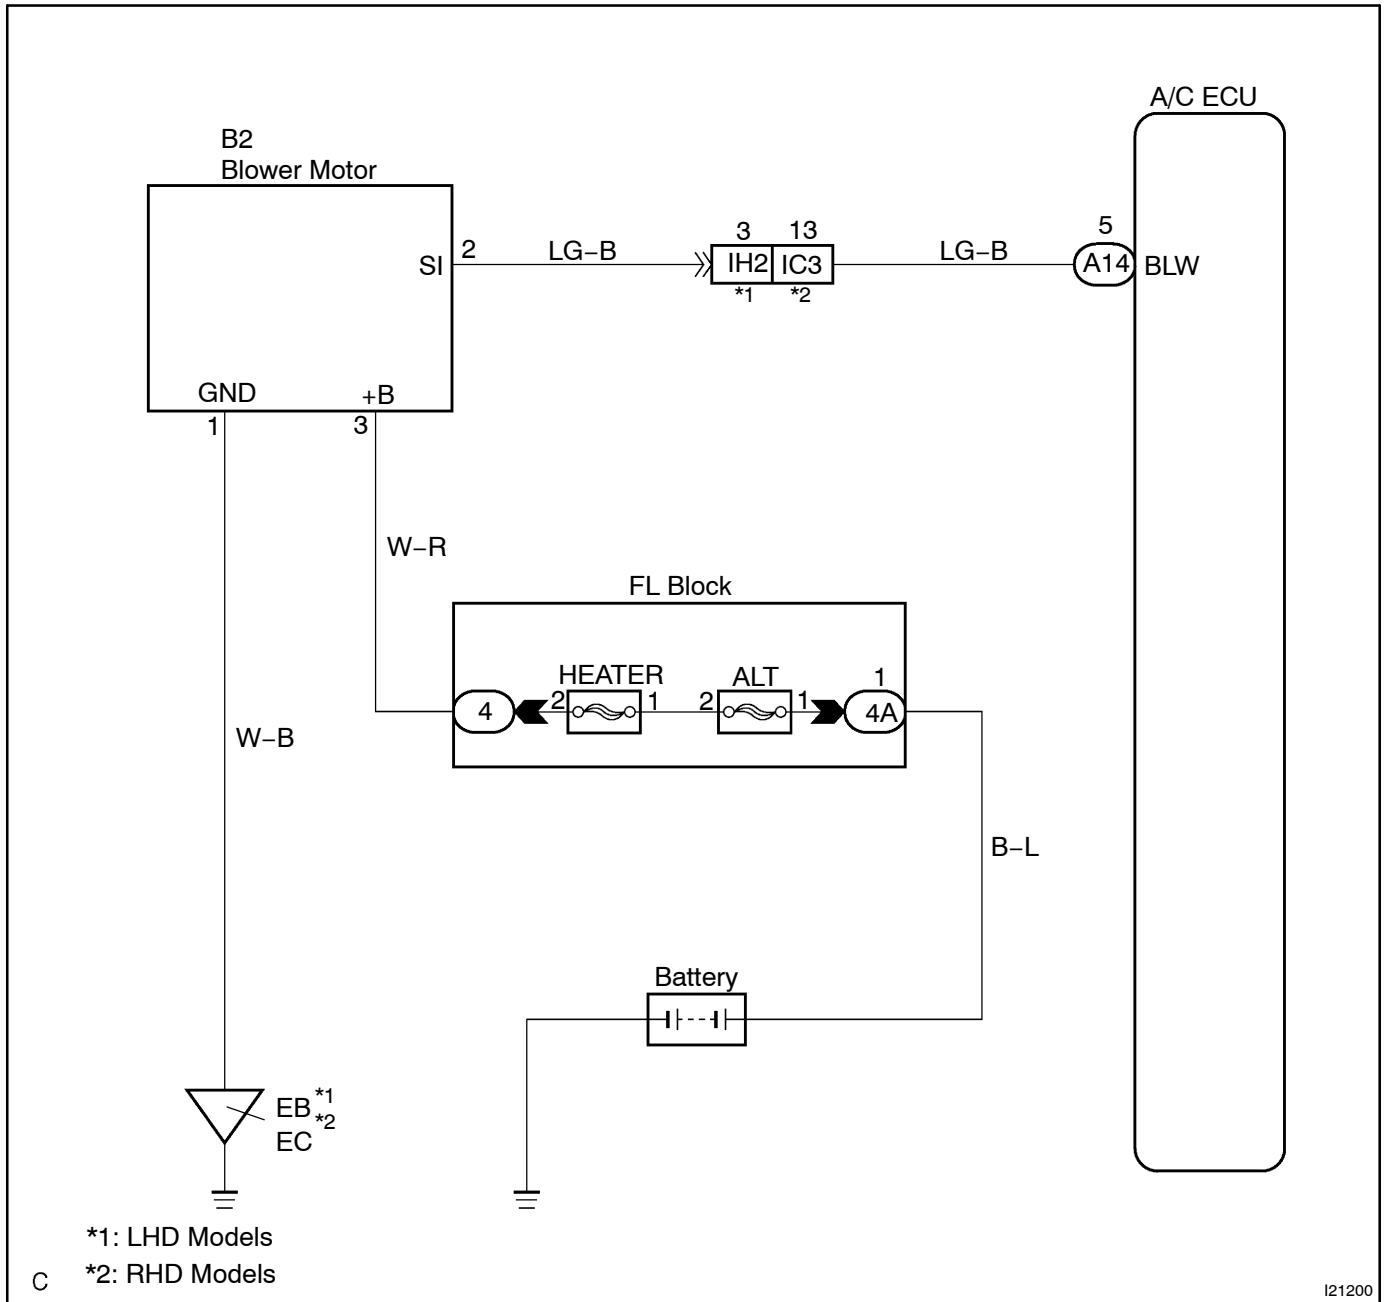 A/C ECU
B2
Blower Motor
SI
2
LG–B
3
13
IH2
IC3
*1
*2
LG–B
5
A14
BLW
GND
+B
1
3
W–R
FL Block
HEATER
ALT
1
4
2
1
2
1
4A
W–B
B–L
Battery
EB*1
EC*2
*1: LHD Models
*2: RHD Models
C
I21200